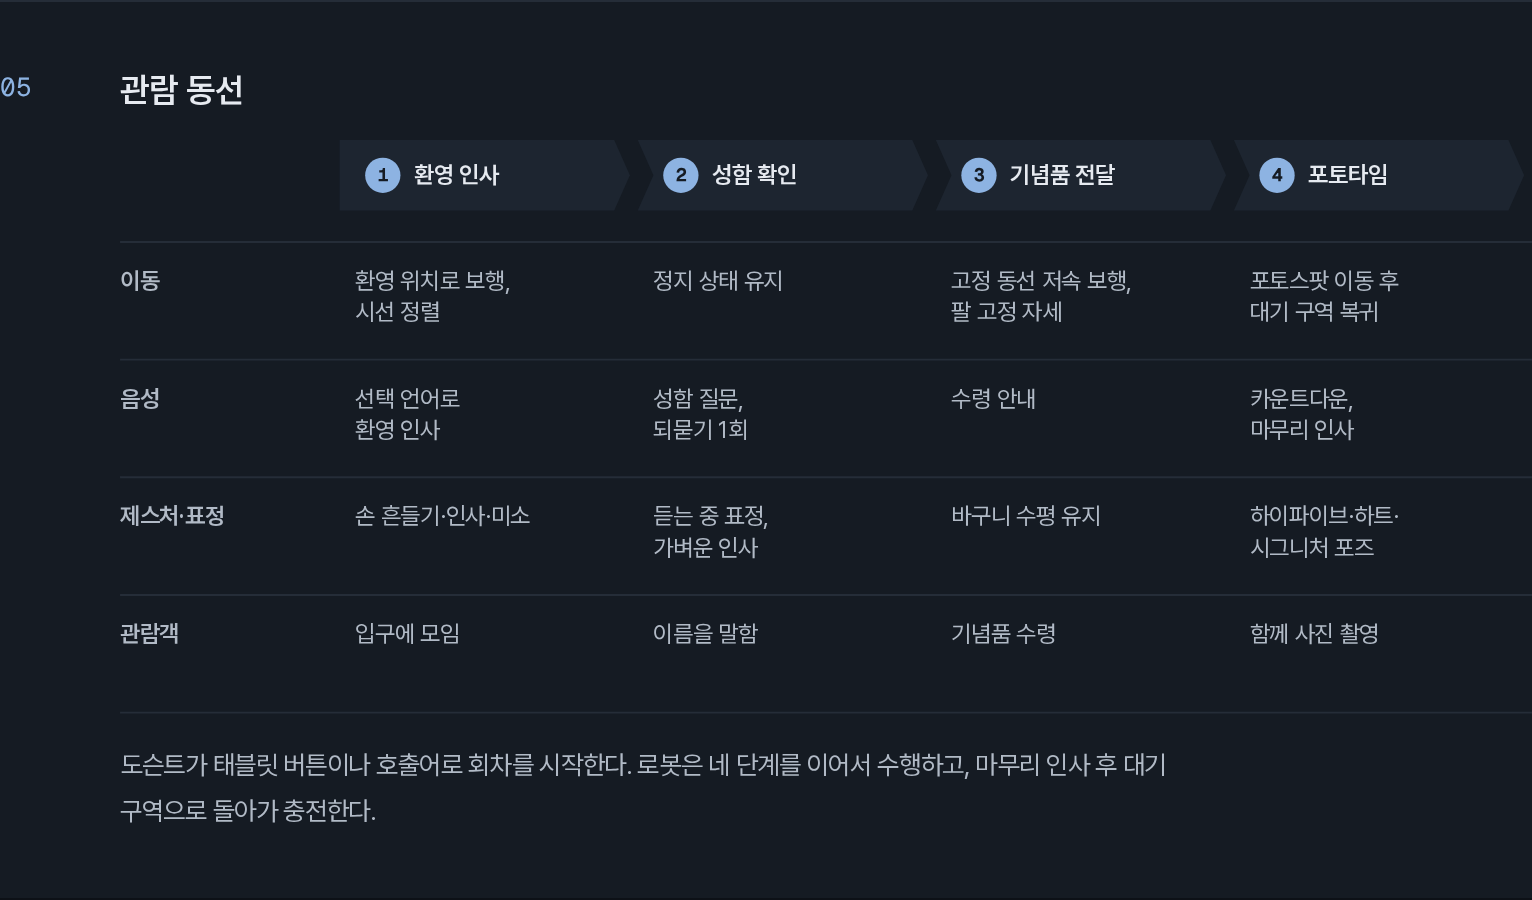 05
관람 동선
1 환영 인사
2 성함 확인
3 기념품 전달
4 포토타임
이동
환영 위치로 보행,
시선 정렬
정지 상태 유지
고정 동선 저속 보행,
팔 고정 자세
포토스팟 이동 후
대기 구역 복귀
음성
선택 언어로
환영 인사
성함 질문,
되묻기 1회
수령 안내
카운트다운,
마무리 인사
제스처·표정
손 흔들기·인사·미소
듣는 중 표정,
가벼운 인사
바구니 수평 유지
하이파이브·하트·
시그니처 포즈
관람객
입구에 모임
이름을 말함
기념품 수령
함께 사진 촬영
도슨트가 태블릿 버튼이나 호출어로 회차를 시작한다. 로봇은 네 단계를 이어서 수행하고, 마무리 인사 후 대기
구역으로 돌아가 충전한다.